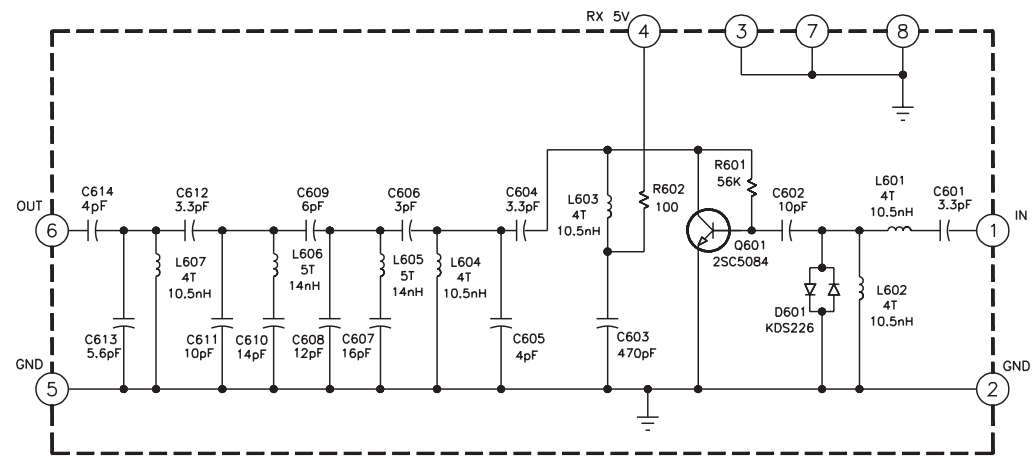 RX 5V
4
3
7
8
R601
56K
L601
4T
10.5nH
C614
4pF
C612
3.3pF
C609
6pF
C606
3pF
C604
3.3pF
L603
4T
10.5nH
R602
100
C602
10pF
C601
3.3pF
OUT
6
IN
1
Q601
2SC5084
L607
4T
10.5nH
L606
5T
14nH
L605
5T
14nH
L604
4T
10.5nH
D601
KDS226
L602
4T
10.5nH
C613
5.6pF
C611
10pF
C610
14pF
C608
12pF
C607
16pF
C605
4pF
C603
470pF
GND
5
GND
2